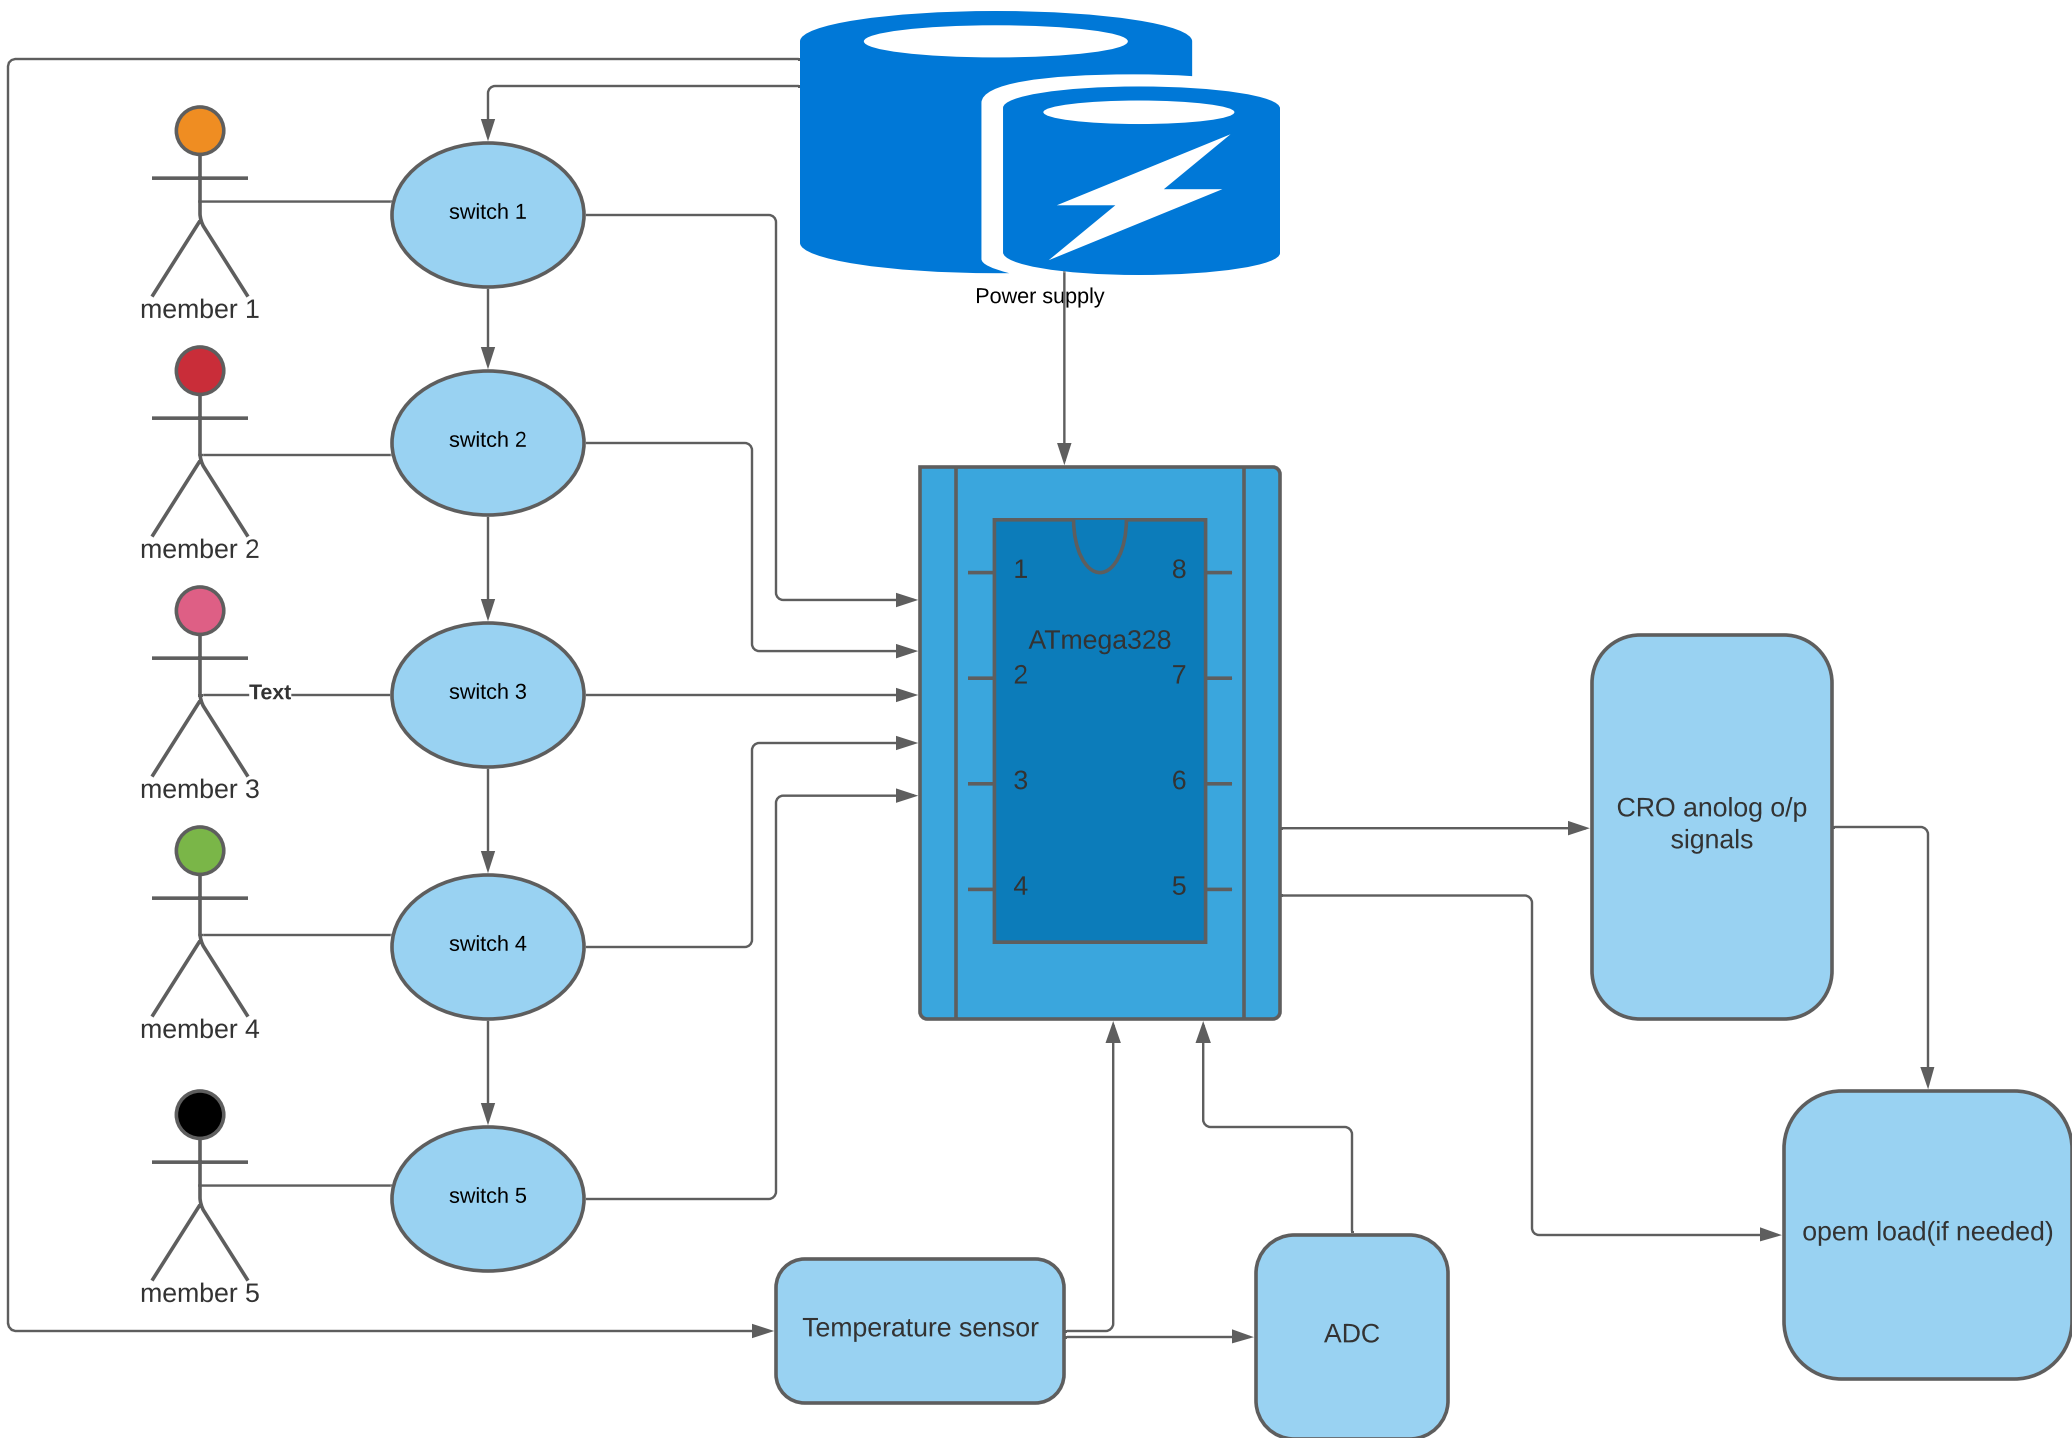 Power supply
member 1
switch 1
member 2
switch 2
member 3
Text
switch 3
member 4
switch 4
member 5
switch 5
1
8
ATmega328
2
7
3
6
4
5
CRO anolog o/p
signals
opem load(if needed)
Temperature sensor
ADC